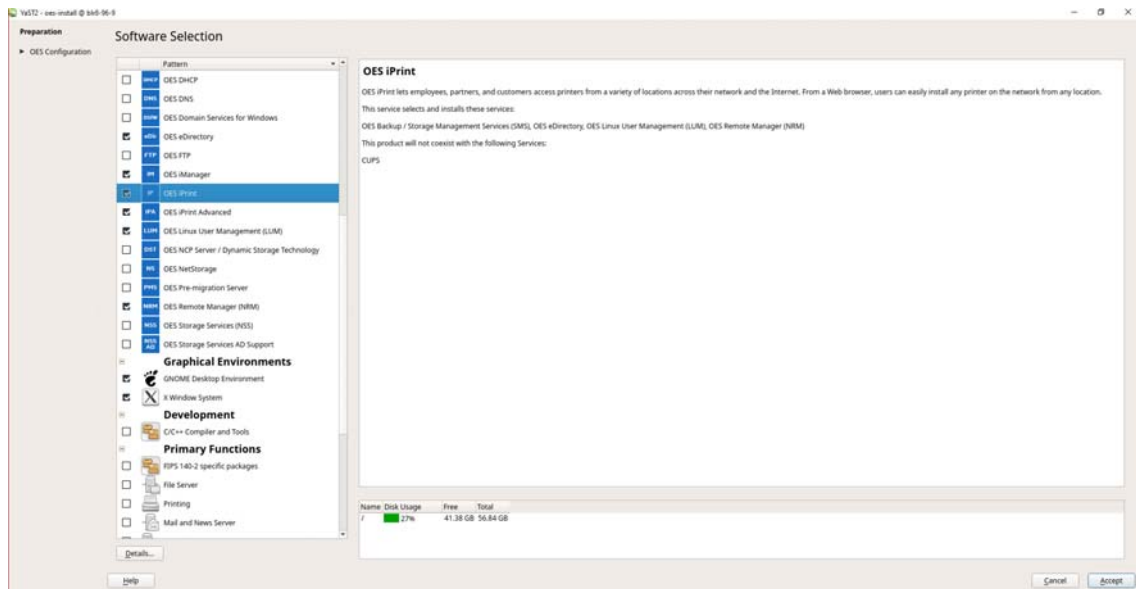 YaST2 - oes-install @ blr8-96-9
Preparation
OES Configuration
Software Selection
Pattern
DHCP OES DHCP
DNS OES DNS
DSfW OES Domain Services for Windows
eDir OES eDirectory
FTP OES FTP
IM OES iManager
IP OES iPrint
IPA OES iPrint Advanced
LUM OES Linux User Management (LUM)
DST OES NCP Server / Dynamic Storage Technology
NS OES NetStorage
PMS OES Pre-migration Server
NRM OES Remote Manager (NRM)
NSS OES Storage Services (NSS)
NSS AD OES Storage Services AD Support
Graphical Environments
GNOME Desktop Environment
X Window System
Development
C/C++ Compiler and Tools
Primary Functions
FIPS 140-2 specific packages
File Server
Printing
Mail and News Server
Details...
OES iPrint
OES iPrint lets employees, partners, and customers access printers from a variety of locations across their network and the Internet. From a Web browser, users can easily install any printer on the network from any location.
This service selects and installs these services:
OES Backup / Storage Management Services (SMS), OES eDirectory, OES Linux User Management (LUM), OES Remote Manager (NRM)
This product will not coexist with the following Services:
CUPS
Name Disk Usage Free Total
/ 27% 41.38 GB 56.84 GB
Help
Cancel
Accept